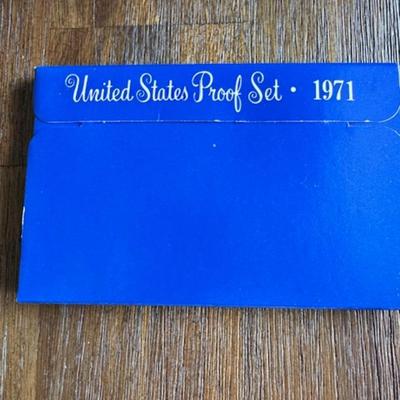 United States Proof Set · 1971